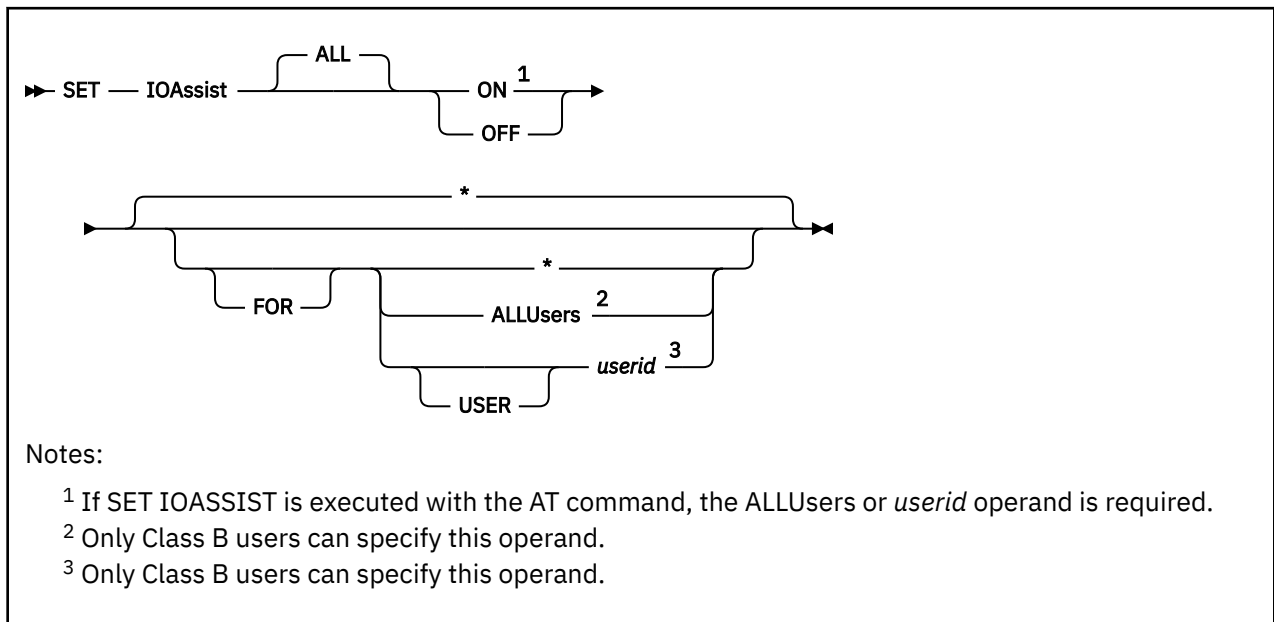 ALL
SET IOAssist ON 1
OFF
*
*
FOR ALLUsers 2
userid 3
USER
Notes:
1 If SET IOASSIST is executed with the AT command, the ALLUsers or userid operand is required.
2 Only Class B users can specify this operand.
3 Only Class B users can specify this operand.